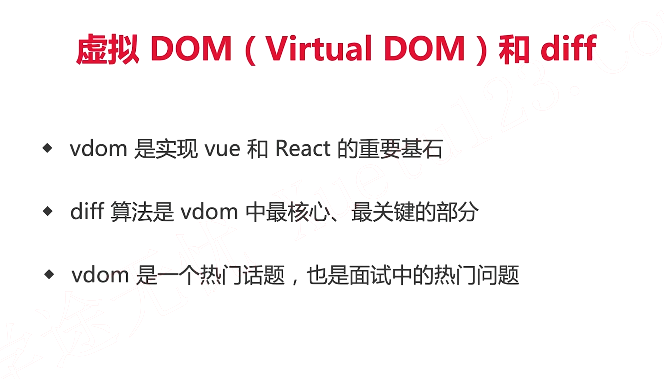 虚拟 DOM（Virtual DOM）和 diff
◆ vdom 是实现 vue 和 React 的重要基石
◆ diff 算法是 vdom 中最核心、最关键的部分
◆ vdom 是一个热门话题，也是面试中的热门问题